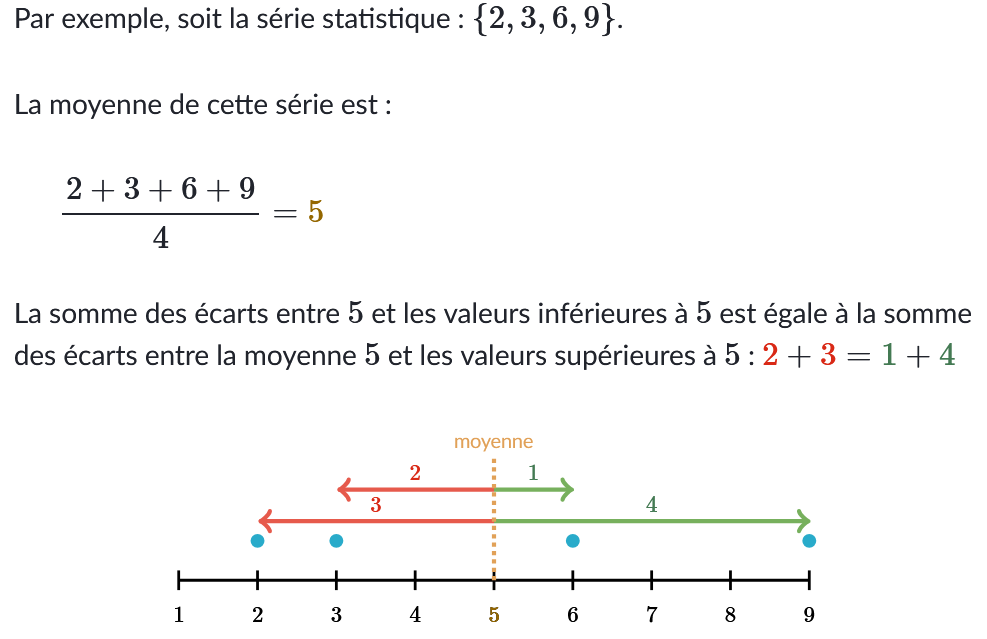 Par exemple, soit la série statistique : {2, 3, 6, 9}.
La moyenne de cette série est :
2 + 3 + 6 + 9
= 5
4
La somme des écarts entre 5 et les valeurs inférieures à 5 est égale à la somme
des écarts entre la moyenne 5 et les valeurs supérieures à 5 : 2 + 3 = 1 + 4
moyenne
2 1
3 4
1 2 3 4 5 6 7 8 9